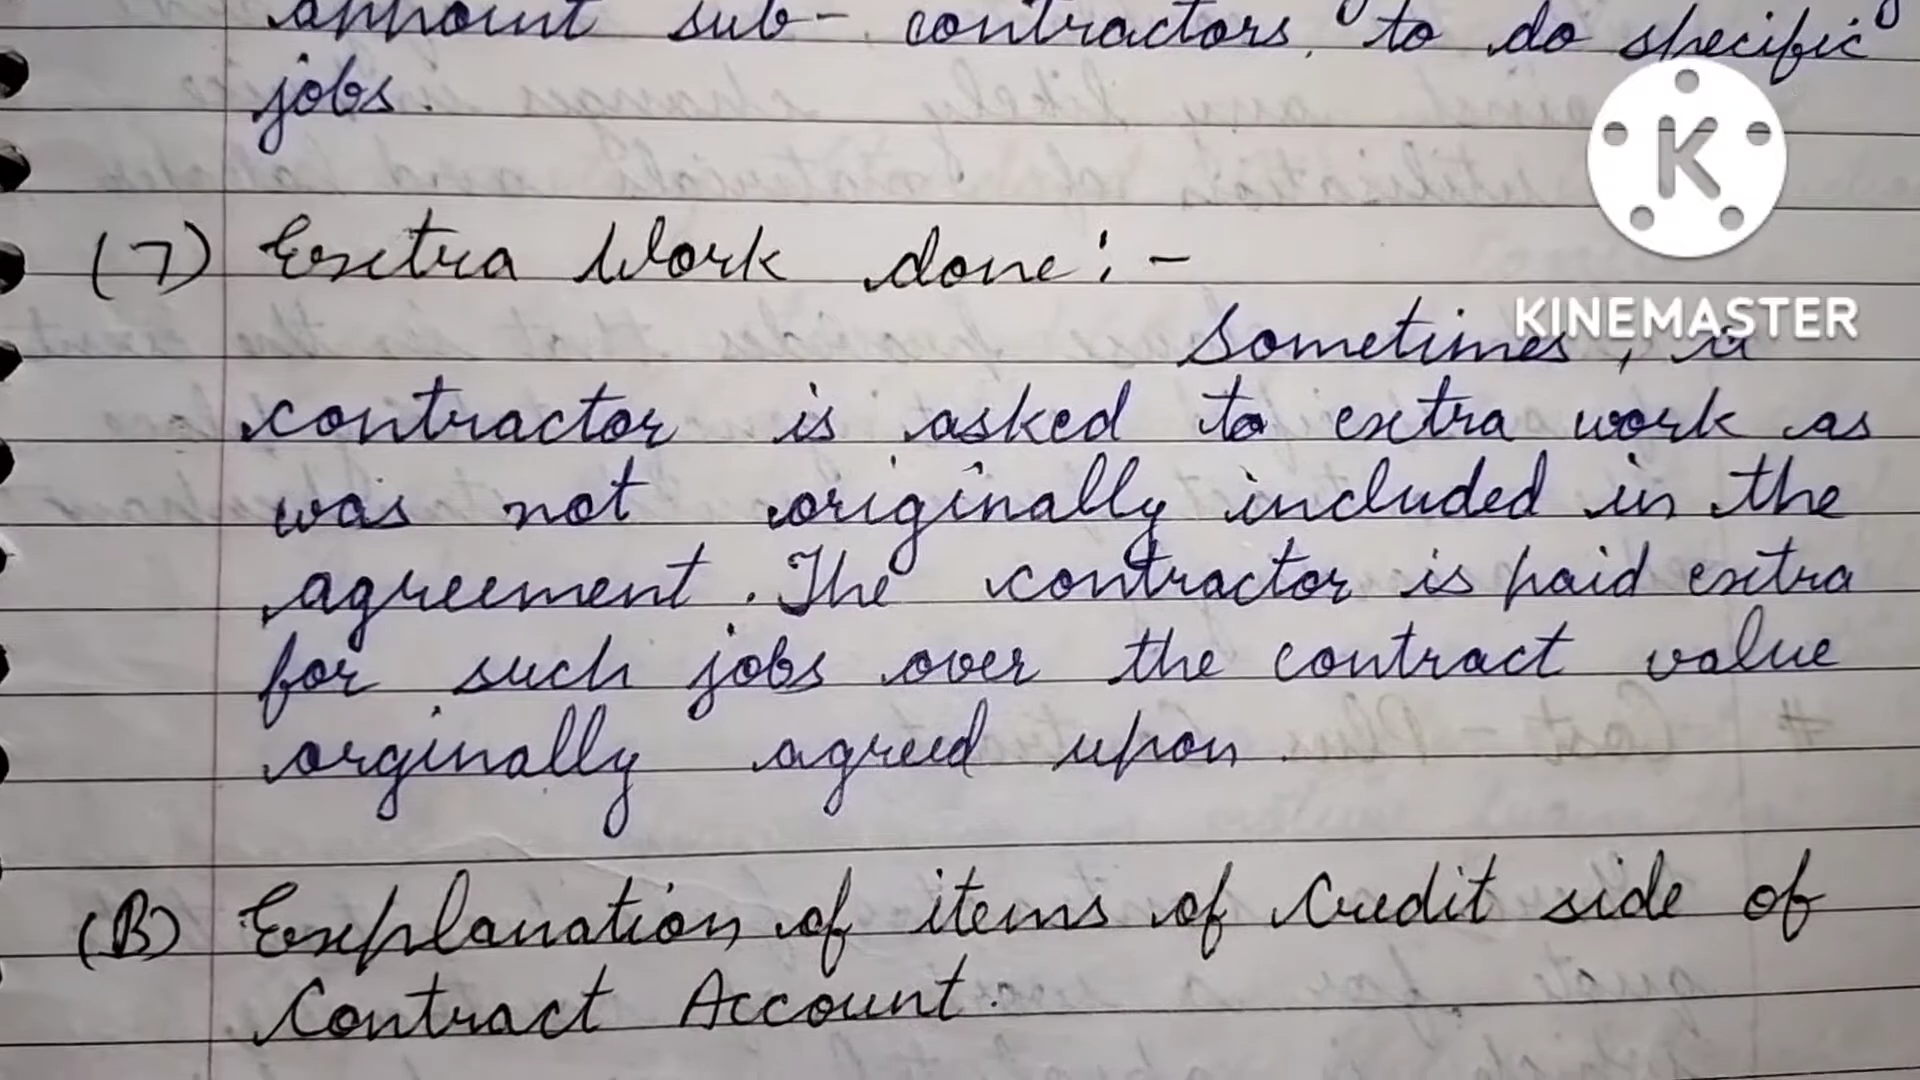 appoint sub- contractors, to do specific
jobs.
(7) Extra Work done:-
Sometimes, a
contractor is asked to extra work as
was not originally included in the
agreement. The contractor is paid extra
for such jobs over the contract value
orginally agreed upon.
(B) Explanation of items of Credit side of
Contract Account.
K
KINEMASTER